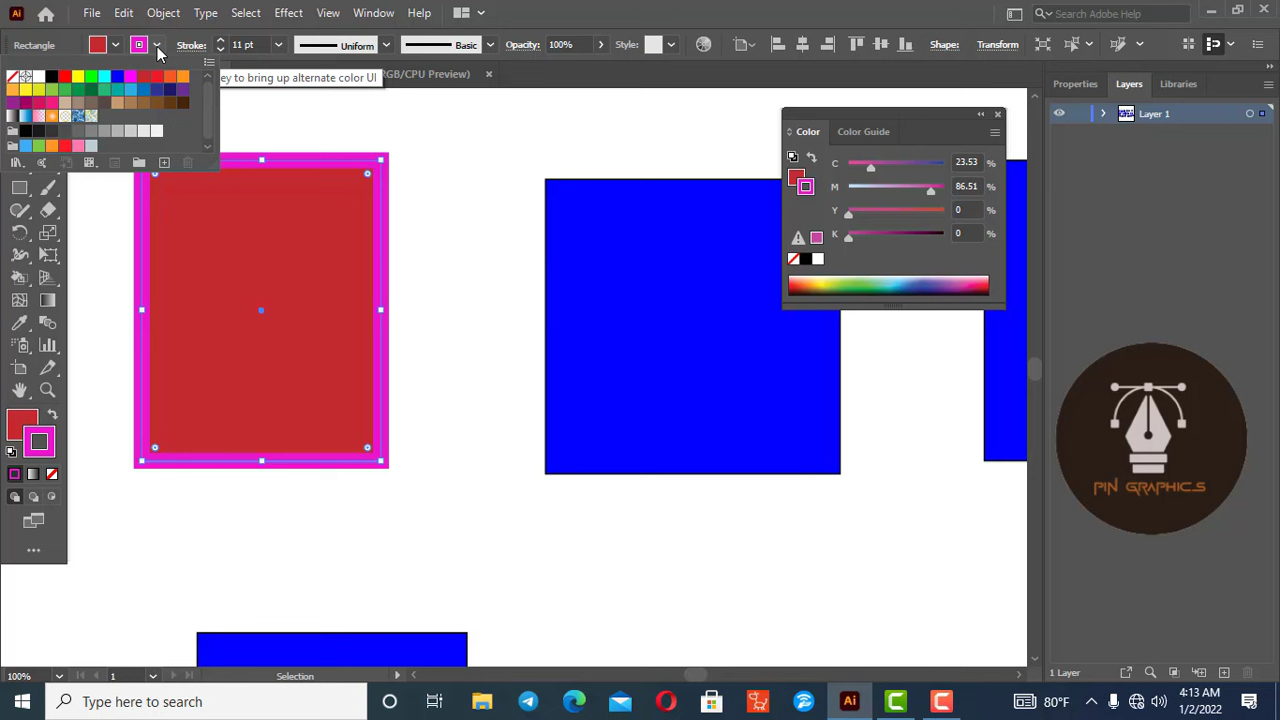 Ai File Edit Object Type Select Effect View Window Help Search Adobe Help
Rectangle Stroke: 11 pt Uniform Basic Opacity: 100% Style: Shape: Transform
RGB/CPU Preview)
ey to bring up alternate color UI
Properties Layers Libraries
Layer 1
Color Color Guide
C 23.53 %
M 86.51 %
Y 0 %
K 0 %
PIN GRAPHICS
100% 1 Selection
1 Layer
Type here to search
Ai
80°F
4:13 AM
1/2/2022